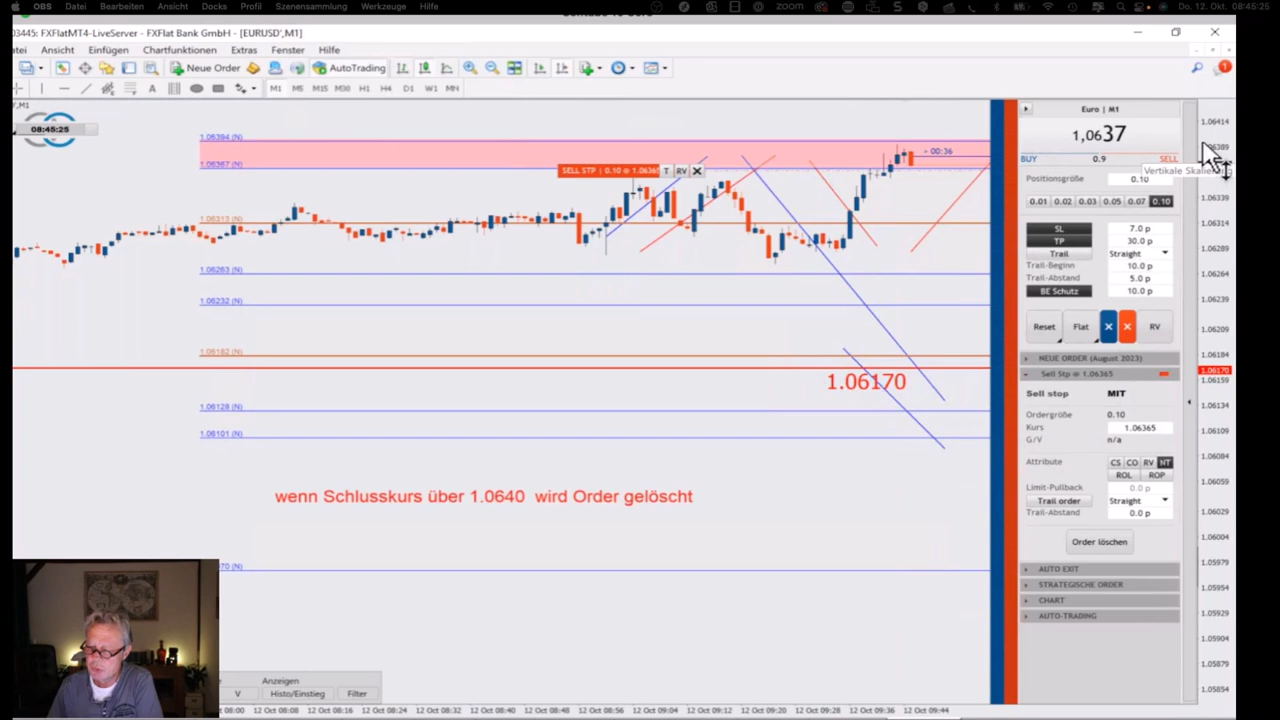 OBS Datei Bearbeiten Ansicht Docks Profil Szenensammlung Werkzeuge Hilfe zoom Do. 12. Okt. 08:45:25
03445: FXFlatMT4-LiveServer - FXFlat Bank GmbH - [EURUSD',M1]
atei Ansicht Einfügen Chartfunktionen Extras Fenster Hilfe
Neue Order AutoTrading 1
A M1 M5 M15 M30 H1 H4 D1 W1 MN
,M1
08:45:25
1.06394 (N)
1.06367 (N)
1.06313 (N)
1.06263 (N)
1.06232 (N)
1.06182 (N)
1.06128 (N)
1.06101 (N)
70 (N)
SELL STP | 0.10 @ 1.06365 T RV
00:36
1.06170
wenn Schlusskurs über 1.0640 wird Order gelöscht
Anzeigen
V Histo/Einstieg Filter
08:00 12 Oct 08:08 12 Oct 08:16 12 Oct 08:24 12 Oct 08:32 12 Oct 08:40 12 Oct 08:48 12 Oct 08:56 12 Oct 09:04 12 Oct 09:12 12 Oct 09:20 12 Oct 09:28 12 Oct 09:36 12 Oct 09:44
Euro | M1
1,0637
BUY 0.9 SELL
Positionsgröße 0.10
0.01 0.02 0.03 0.05 0.07 0.10
SL 7.0 p
TP 30.0 p
Trail Straight
Trail-Beginn 10.0 p
Trail-Abstand 5.0 p
BE Schutz 10.0 p
Reset Flat RV
NEUE ORDER (August 2023)
Sell Stp @ 1.06365
Sell stop MIT
Ordergröße 0.10
Kurs 1.06365
G/V n/a
Attribute CS CO RV NT
ROL ROP
Limit-Pullback 0.0 p
Trail order Straight
Trail-Abstand 0.0 p
Order löschen
AUTO EXIT
STRATEGISCHE ORDER
CHART
AUTO-TRADING
1.06414
1.06389
Vertikale Skalierung
1.06339
1.06314
1.06289
1.06264
1.06239
1.06209
1.06184
1.06170
1.06159
1.06134
1.06109
1.06084
1.06059
1.06029
1.06004
1.05979
1.05954
1.05929
1.05904
1.05879
1.05854